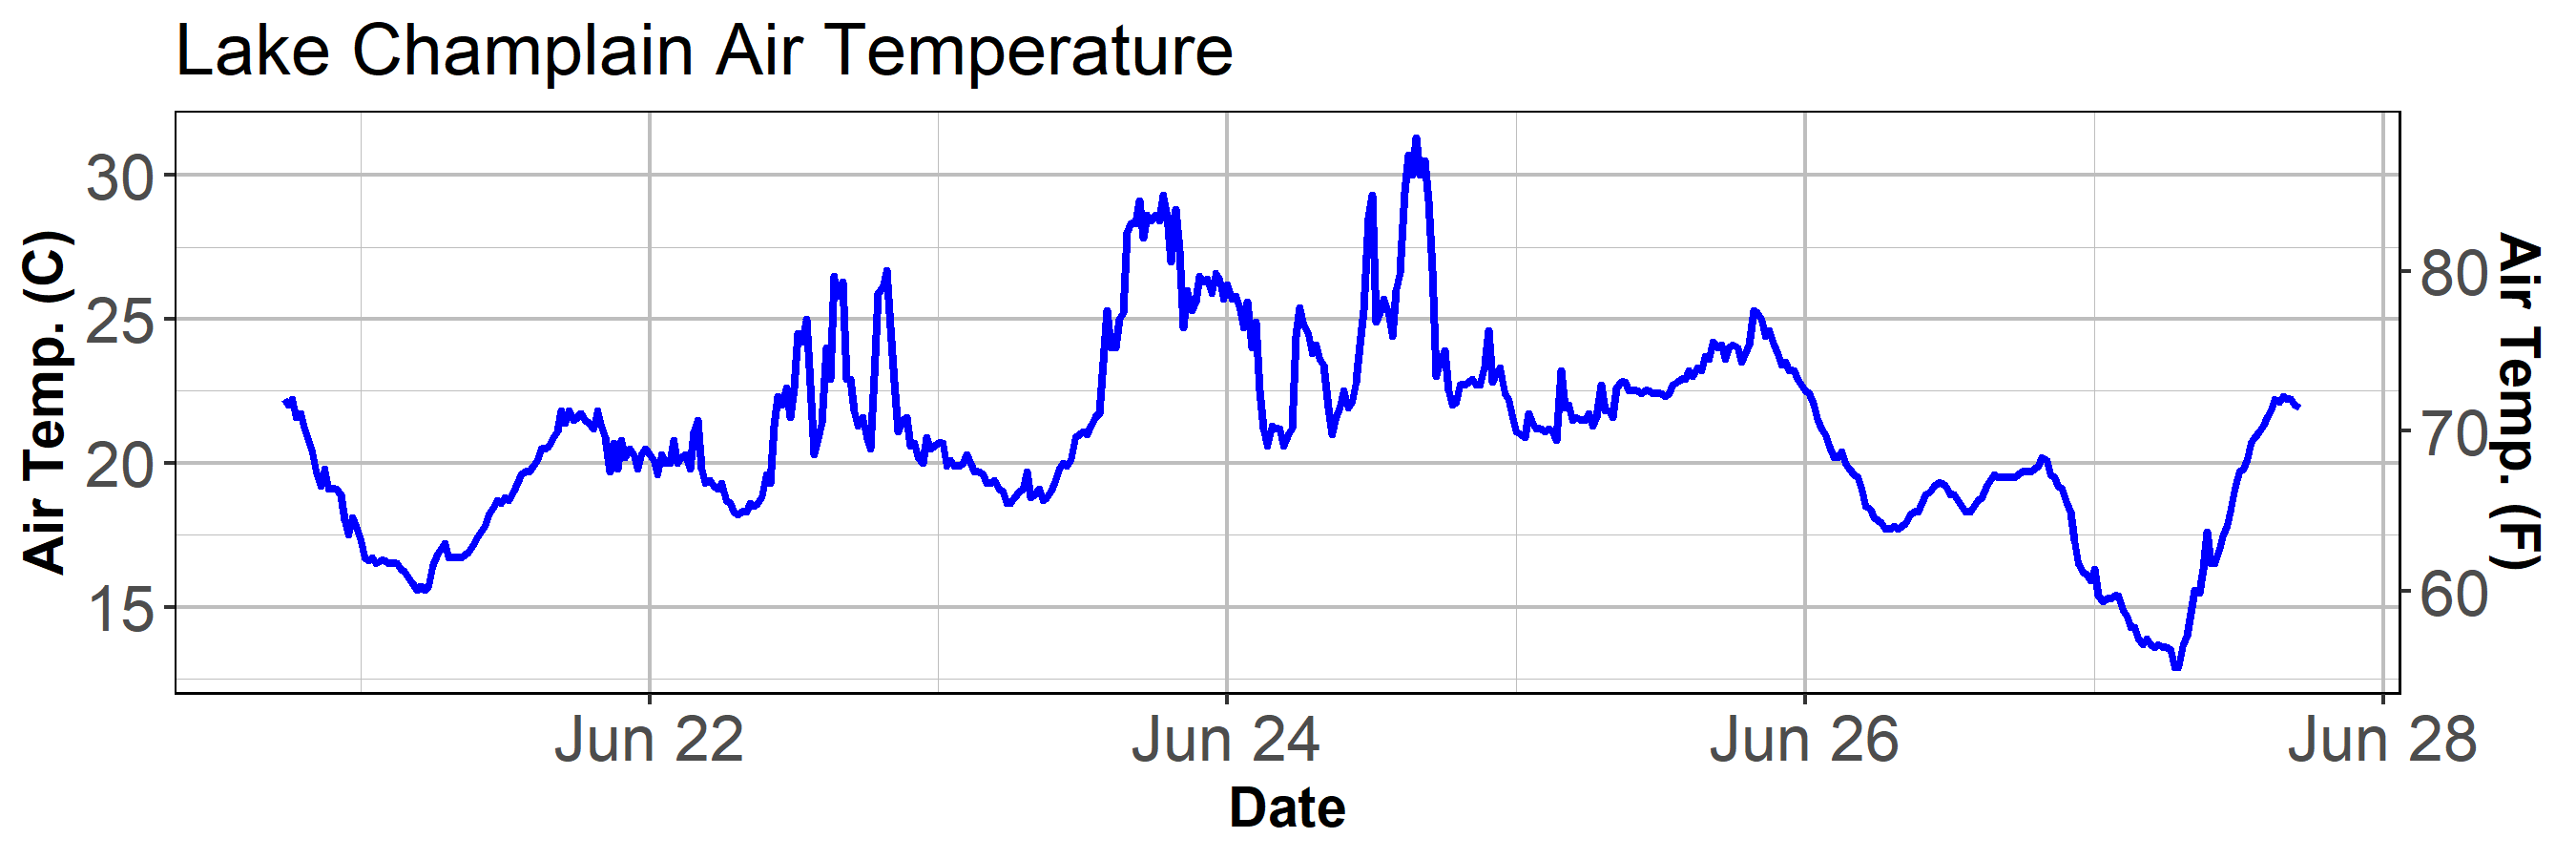 Lake Champlain Air Temperature
Air Temp. (C)
30
25
20
15
80
70
60
Air Temp. (F)
Jun 22
Jun 24
Jun 26
Jun 28
Date